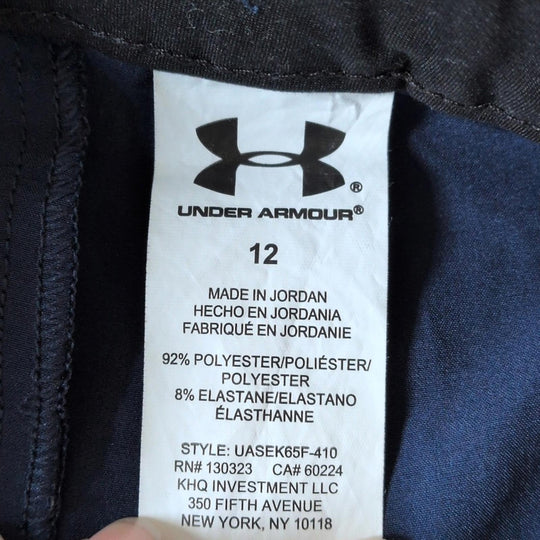 ®
UNDER ARMOUR®
12
MADE IN JORDAN
HECHO EN JORDANIA
FABRIQUÉ EN JORDANIE
92% POLYESTER/POLIÉSTER/
POLYESTER
8% ELASTANE/ELASTANO
ÉLASTHANNE
STYLE: UASEK65F-410
RN# 130323 CA# 60224
KHQ INVESTMENT LLC
350 FIFTH AVENUE
NEW YORK, NY 10118